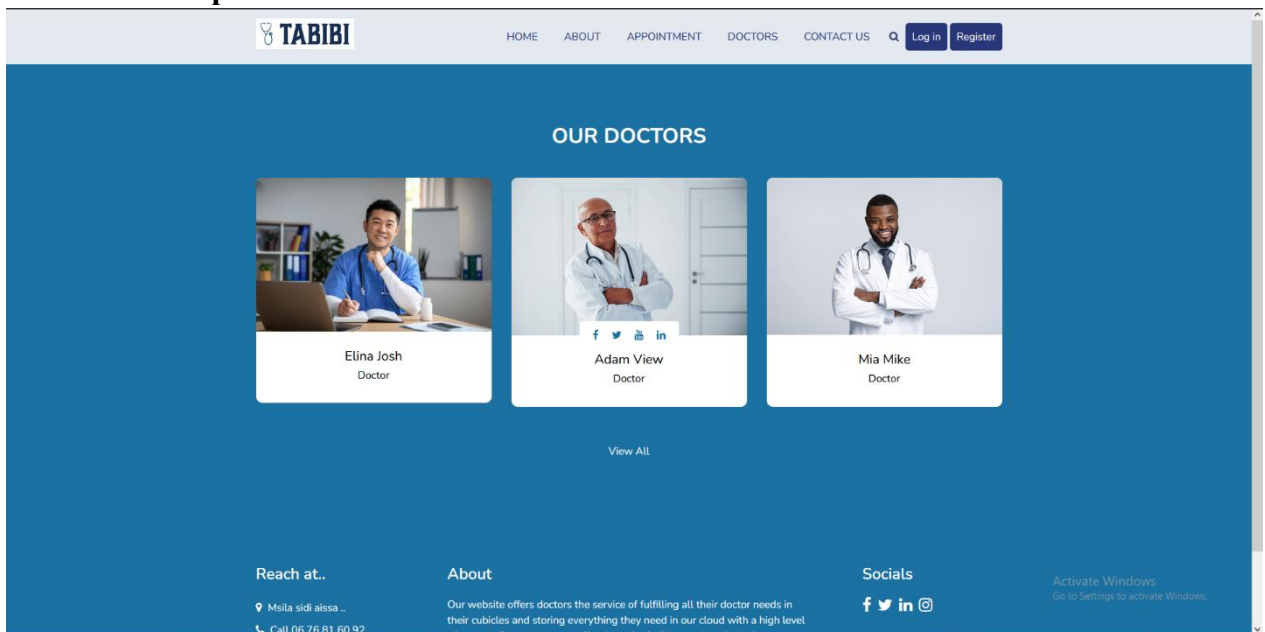 TABIBI
HOME ABOUT APPOINTMENT DOCTORS CONTACT US Log in Register
OUR DOCTORS
Elina Josh
Doctor
Adam View
Doctor
Mia Mike
Doctor
View All
Reach at..
Msila sidi aissa ..
Call 06 76 81 60 92
About
Our website offers doctors the service of fulfilling all their doctor needs in
their cubicles and storing everything they need in our cloud with a high level
Socials
Activate Windows
Go to Settings to activate Windows.